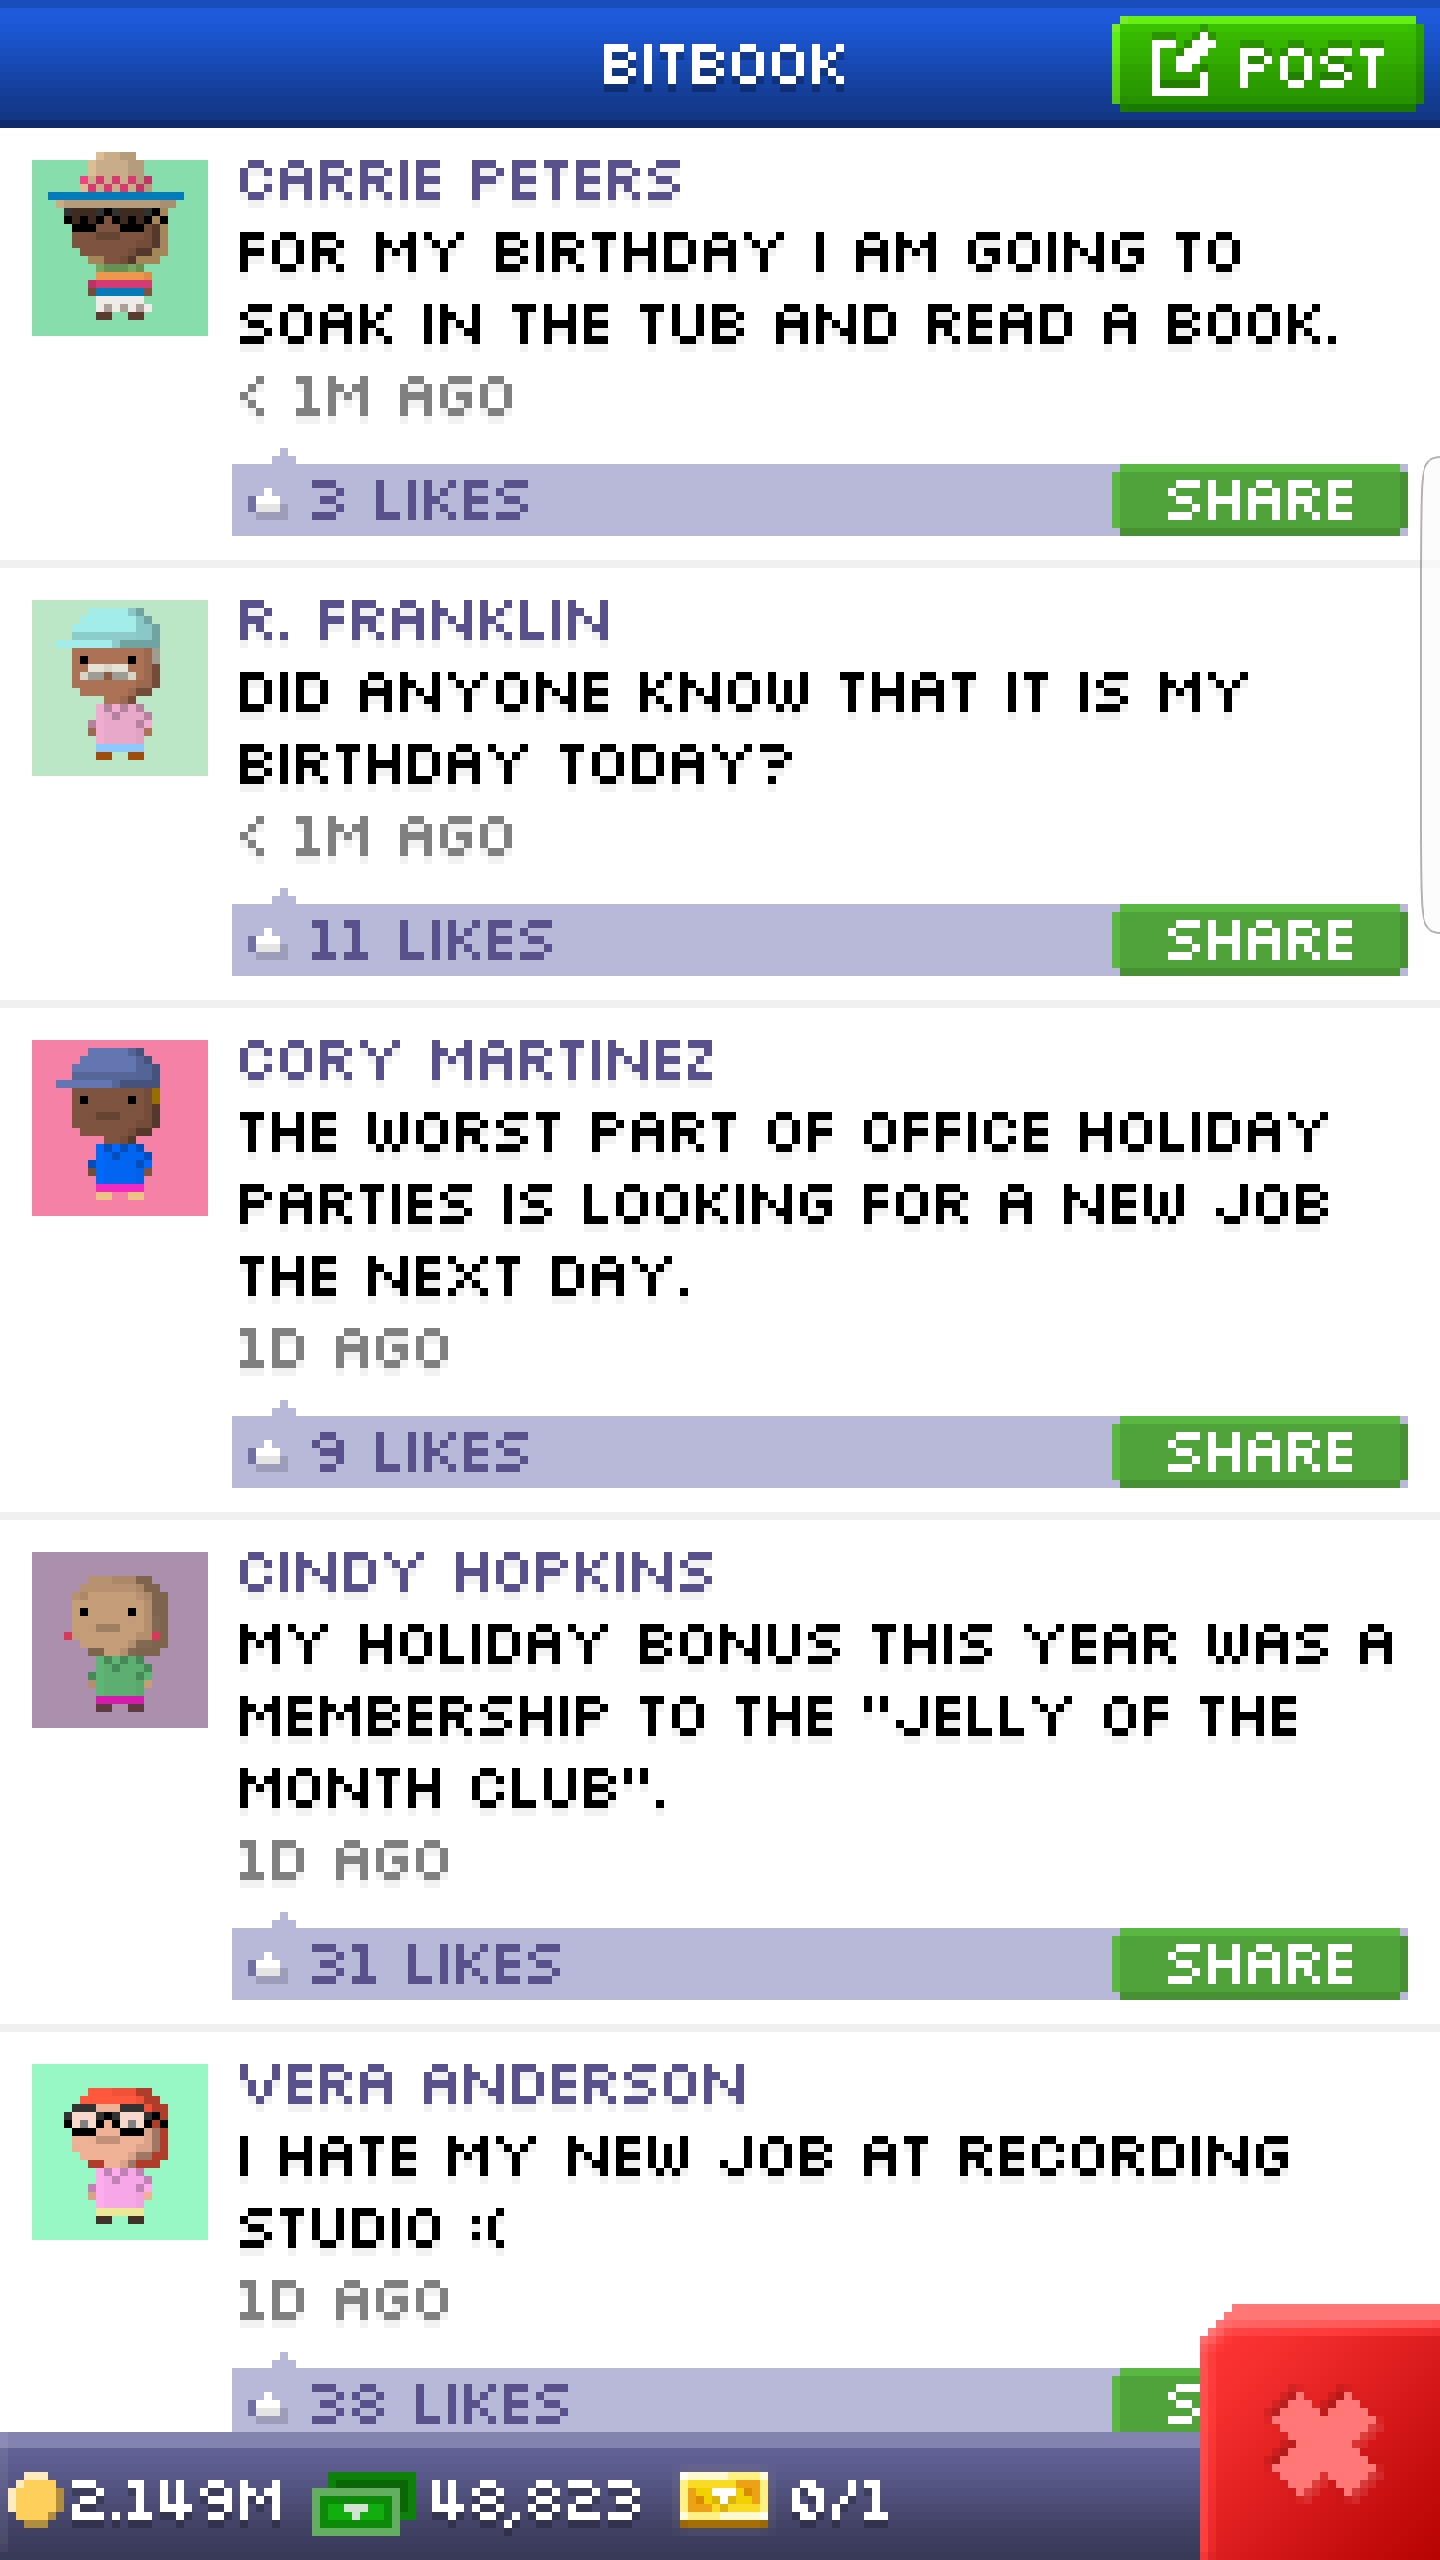 BITBOOK
POST
CARRIE PETERS
FOR MY BIRTHDAY I AM GOING TO
SOAK IN THE TUB AND READ A BOOK.
< 1M AGO
3 LIKES
SHARE
R. FRANKLIN
DID ANYONE KNOW THAT IT IS MY
BIRTHDAY TODAY?
< 1M AGO
11 LIKES
SHARE
CORY MARTINEZ
THE WORST PART OF OFFICE HOLIDAY
PARTIES IS LOOKING FOR A NEW JOB
THE NEXT DAY.
1D AGO
9 LIKES
SHARE
CINDY HOPKINS
MY HOLIDAY BONUS THIS YEAR WAS A
MEMBERSHIP TO THE "JELLY OF THE
MONTH CLUB".
1D AGO
31 LIKES
SHARE
VERA ANDERSON
I HATE MY NEW JOB AT RECORDING
STUDIO :(
1D AGO
38 LIKES
S
2.149M 48,823 0/1